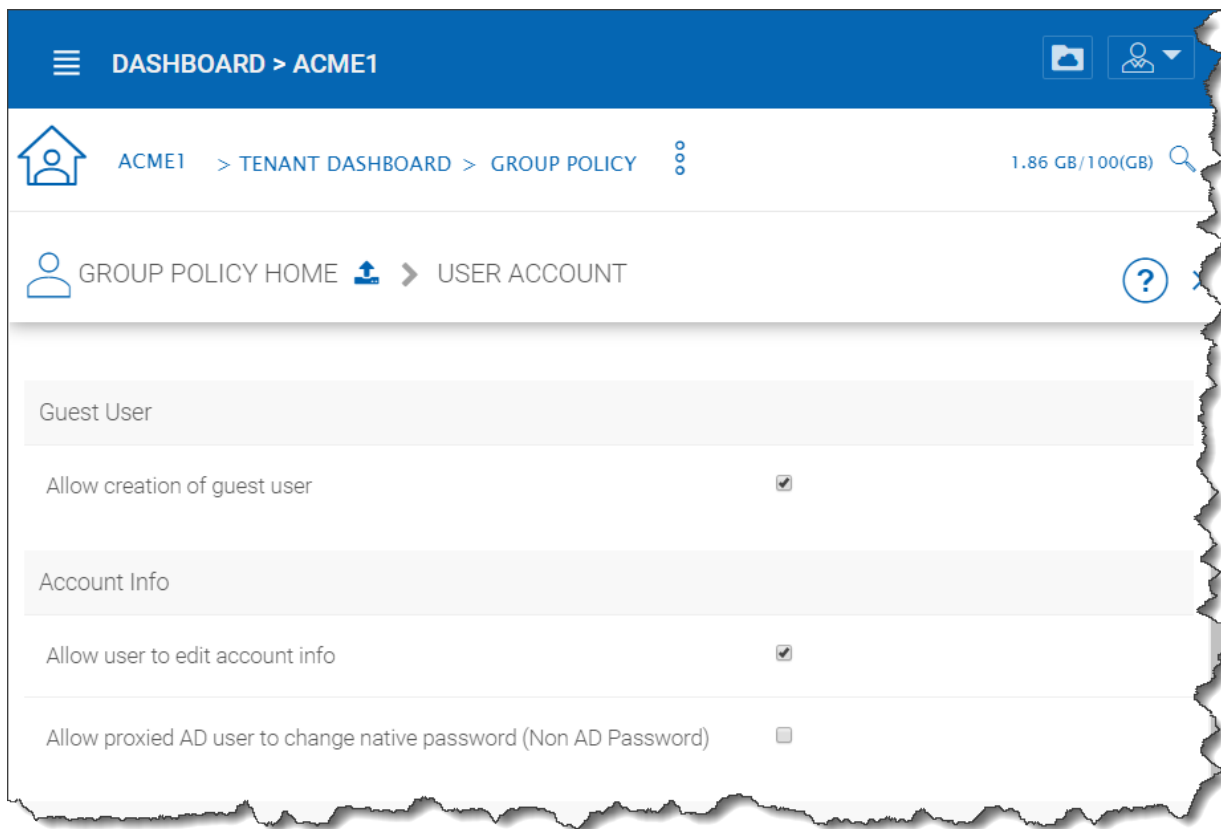 DASHBOARD > ACME1
ACME1 > TENANT DASHBOARD > GROUP POLICY 1.86 GB/100(GB)
GROUP POLICY HOME > USER ACCOUNT ?
Guest User
Allow creation of guest user
Account Info
Allow user to edit account info
Allow proxied AD user to change native password (Non AD Password)